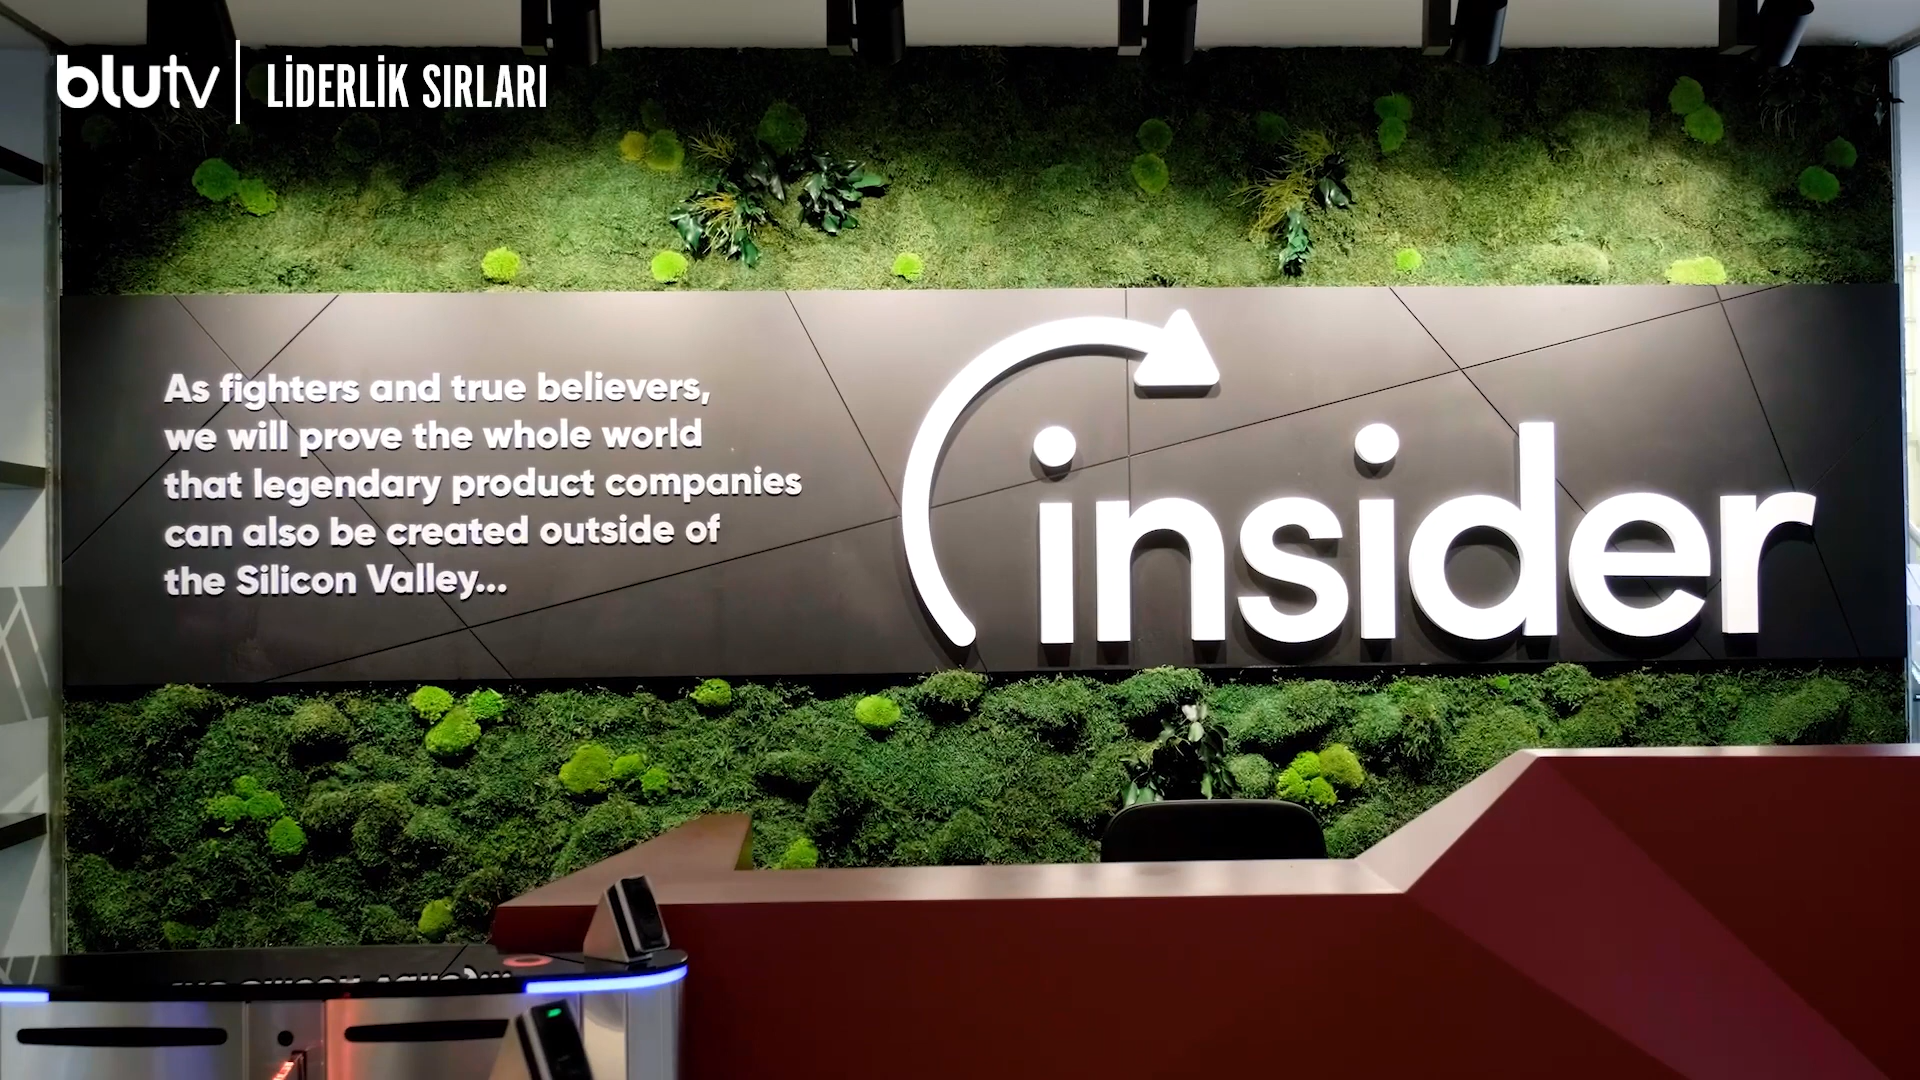 blutv | LİDERLİK SIRLARI
As fighters and true believers,
we will prove the whole world
that legendary product companies
can also be created outside of
the Silicon Valley...
insider